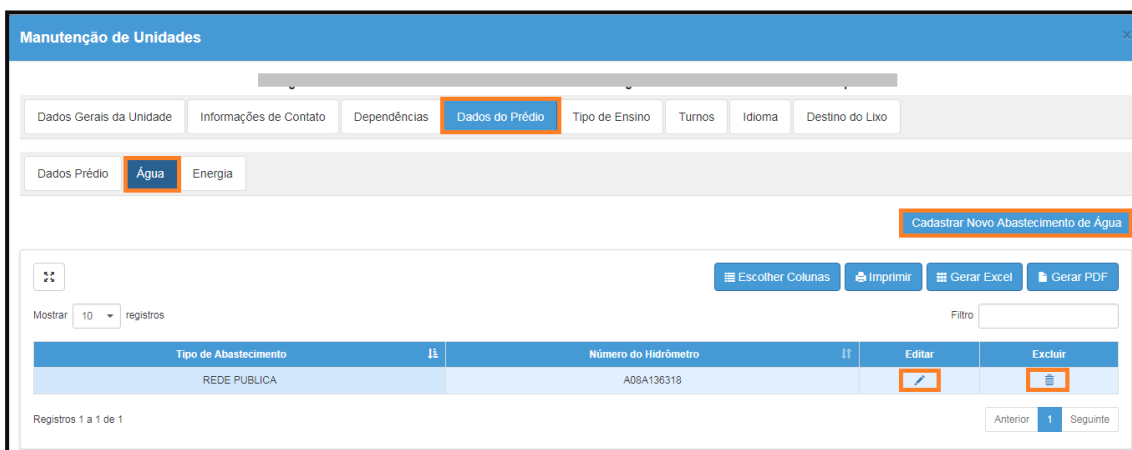 Manutenção de Unidades ×
Dados Gerais da Unidade Informações de Contato Dependências Dados do Prédio Tipo de Ensino Turnos Idioma Destino do Lixo
Dados Prédio Água Energia
Cadastrar Novo Abastecimento de Água
Escolher Colunas Imprimir Gerar Excel Gerar PDF
Mostrar 10 registros Filtro
Tipo de Abastecimento Número do Hidrômetro Editar Excluir
REDE PUBLICA A08A136318
Registros 1 a 1 de 1 Anterior 1 Seguinte